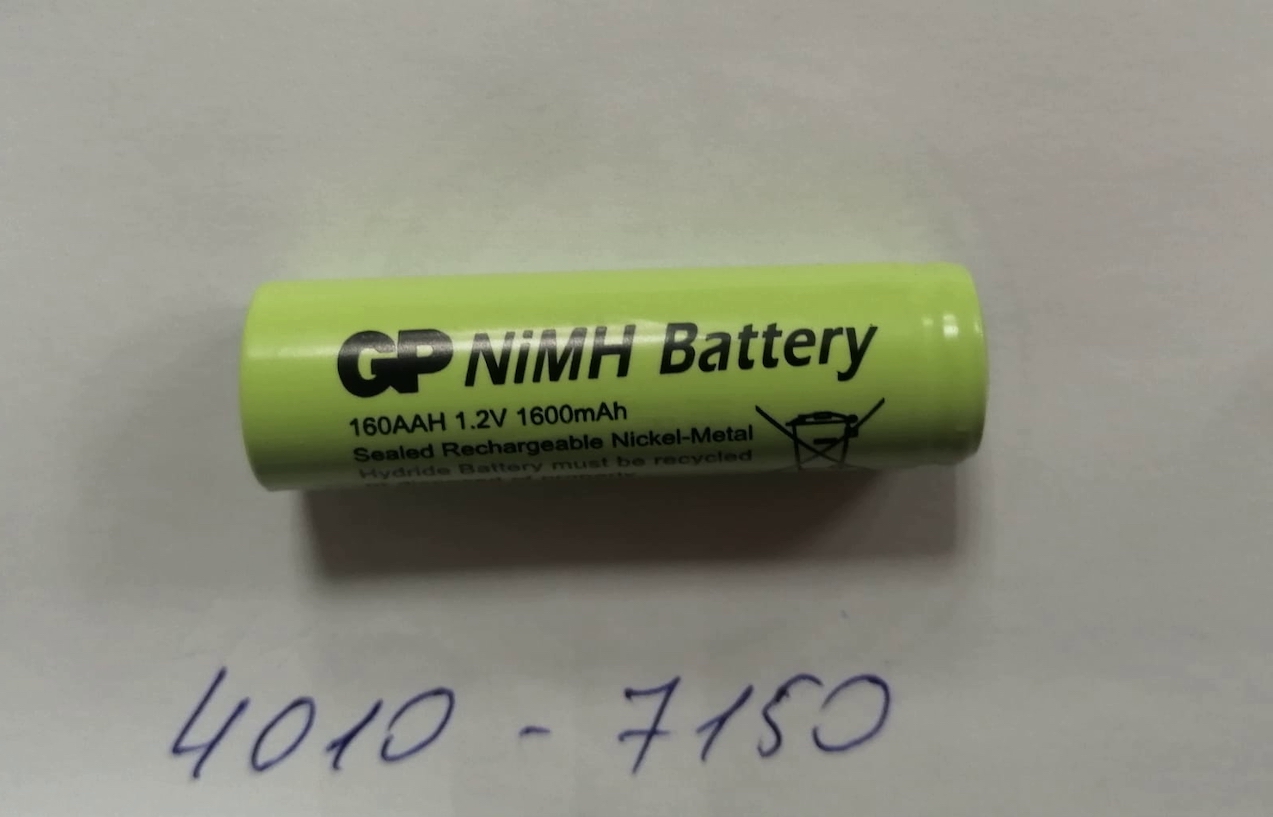 GP NiMH Battery
160AAH 1.2V 1600mAh
Sealed Rechargeable Nickel-Metal
Hydride Battery must be recycled
4010 - 7150